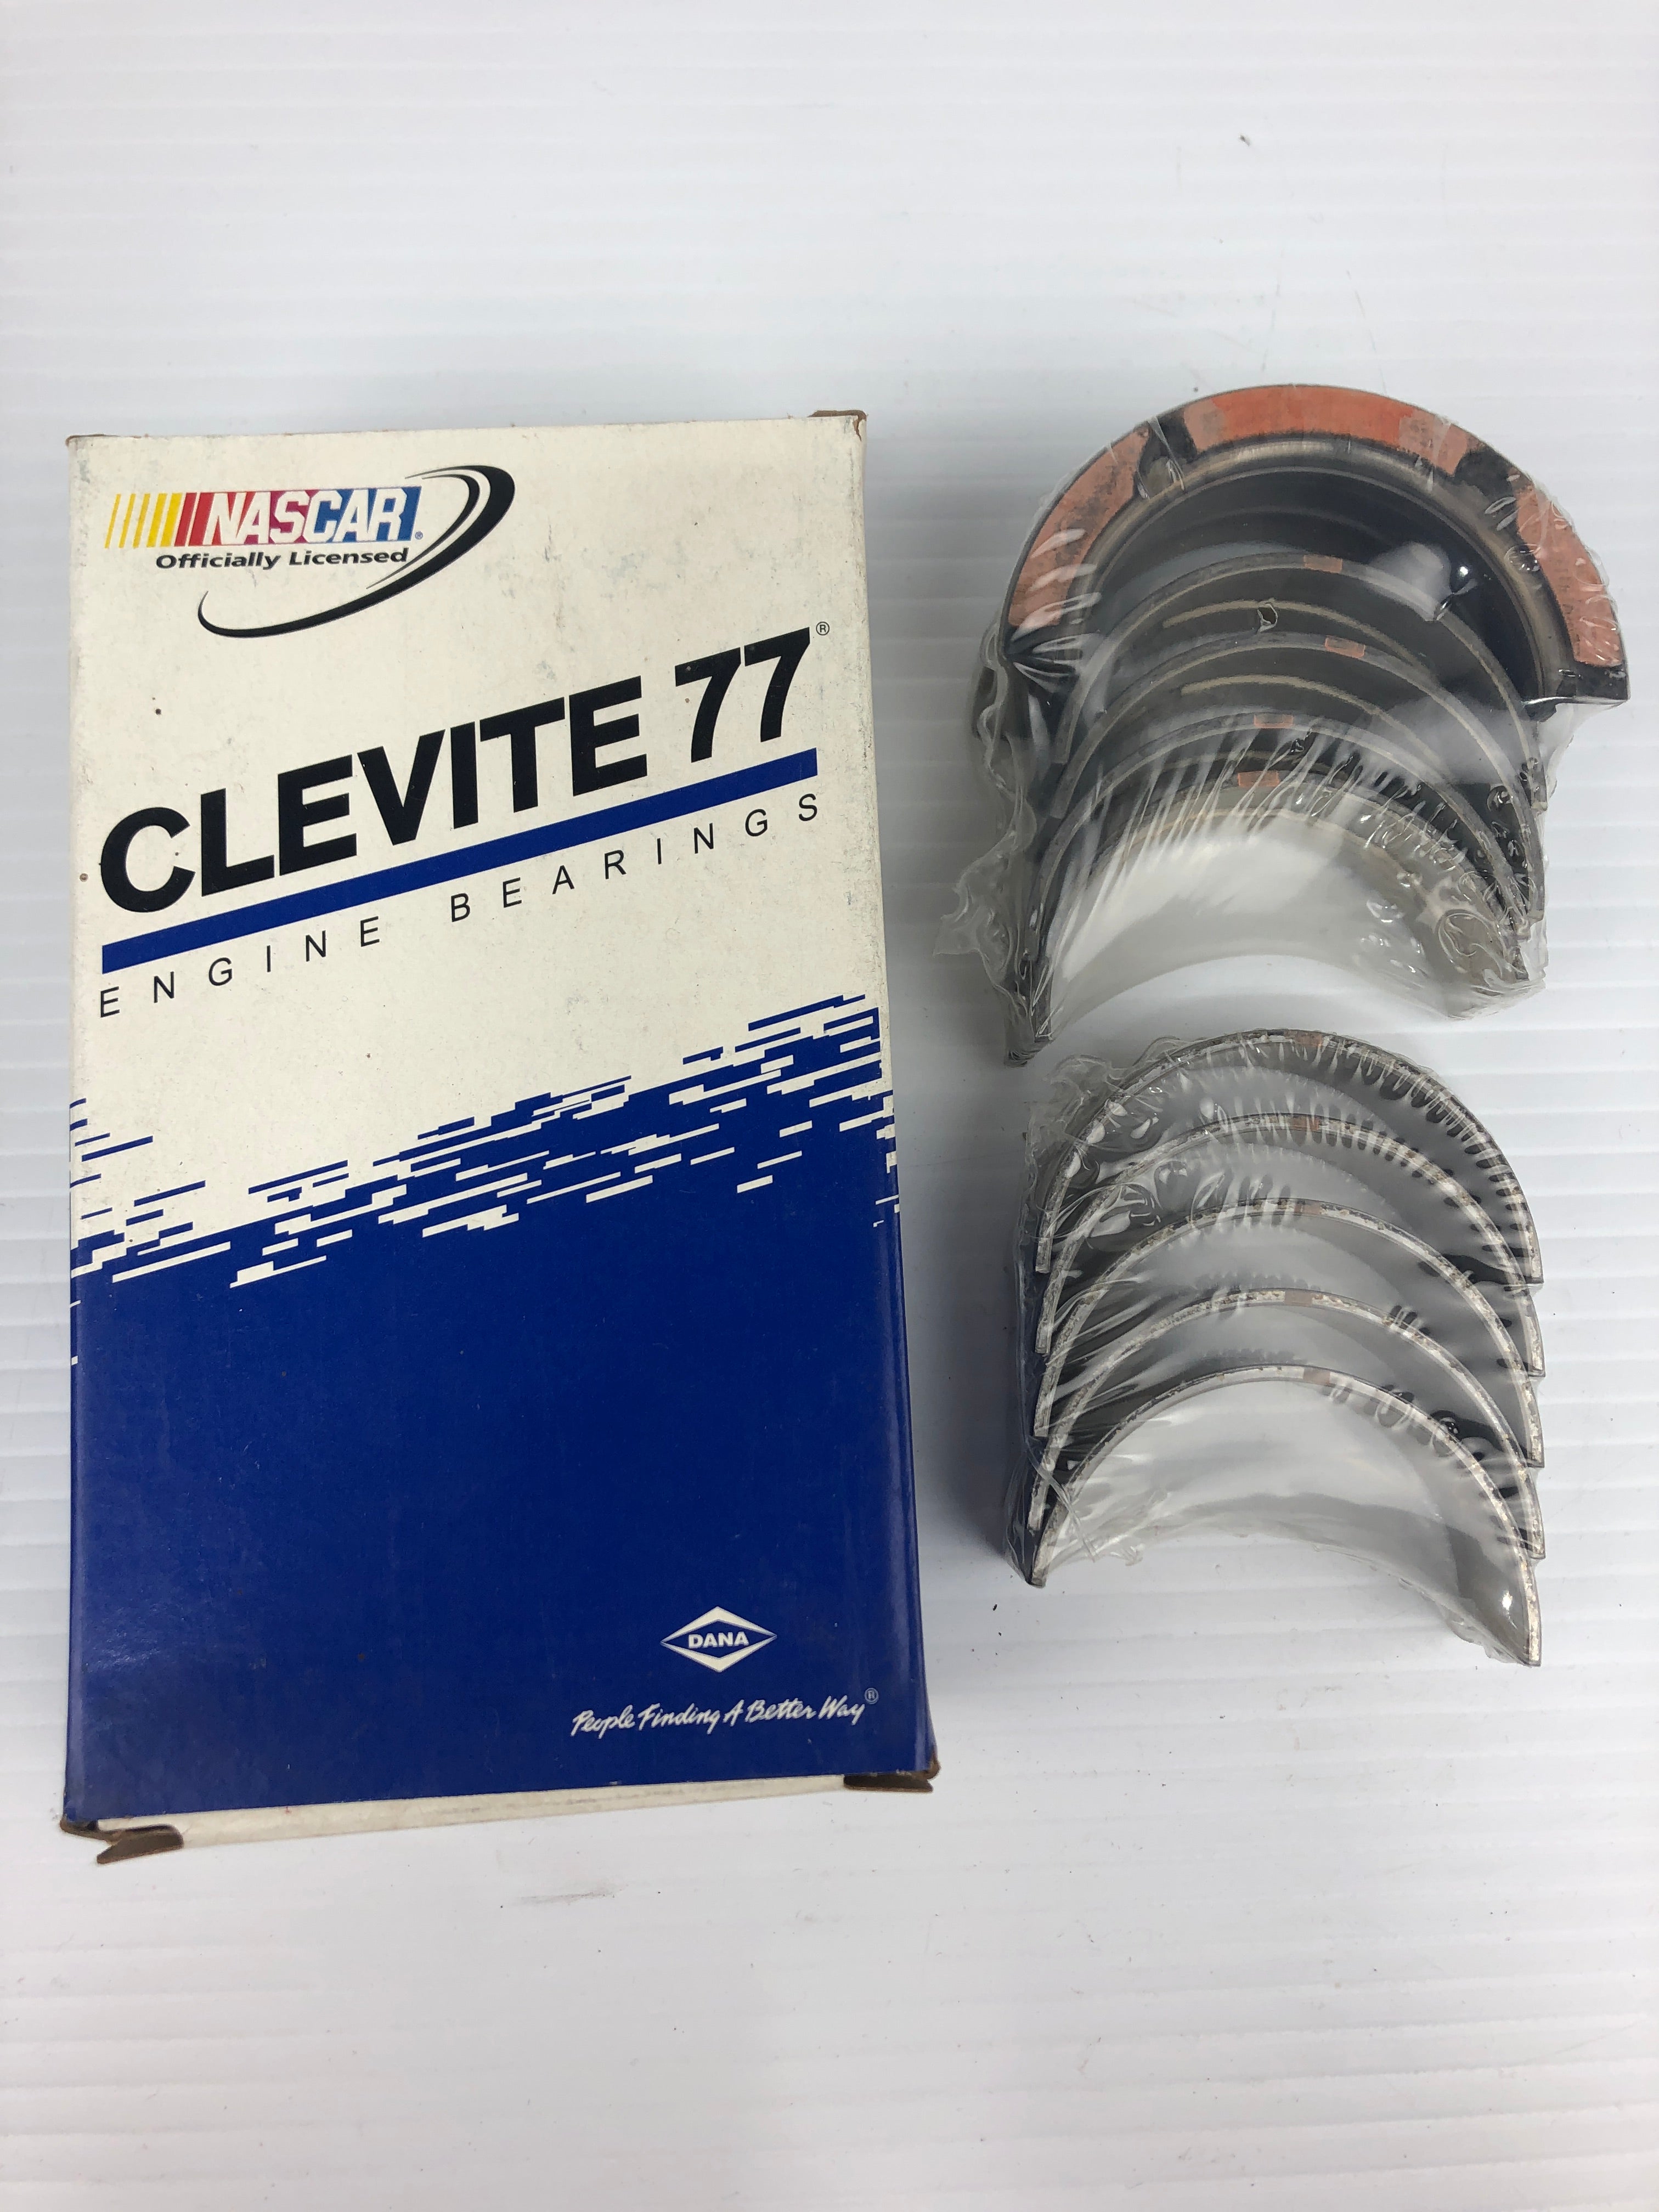 NASCAR®
Officially Licensed
CLEVITE 77®
ENGINE BEARINGS
DANA
People Finding A Better Way®